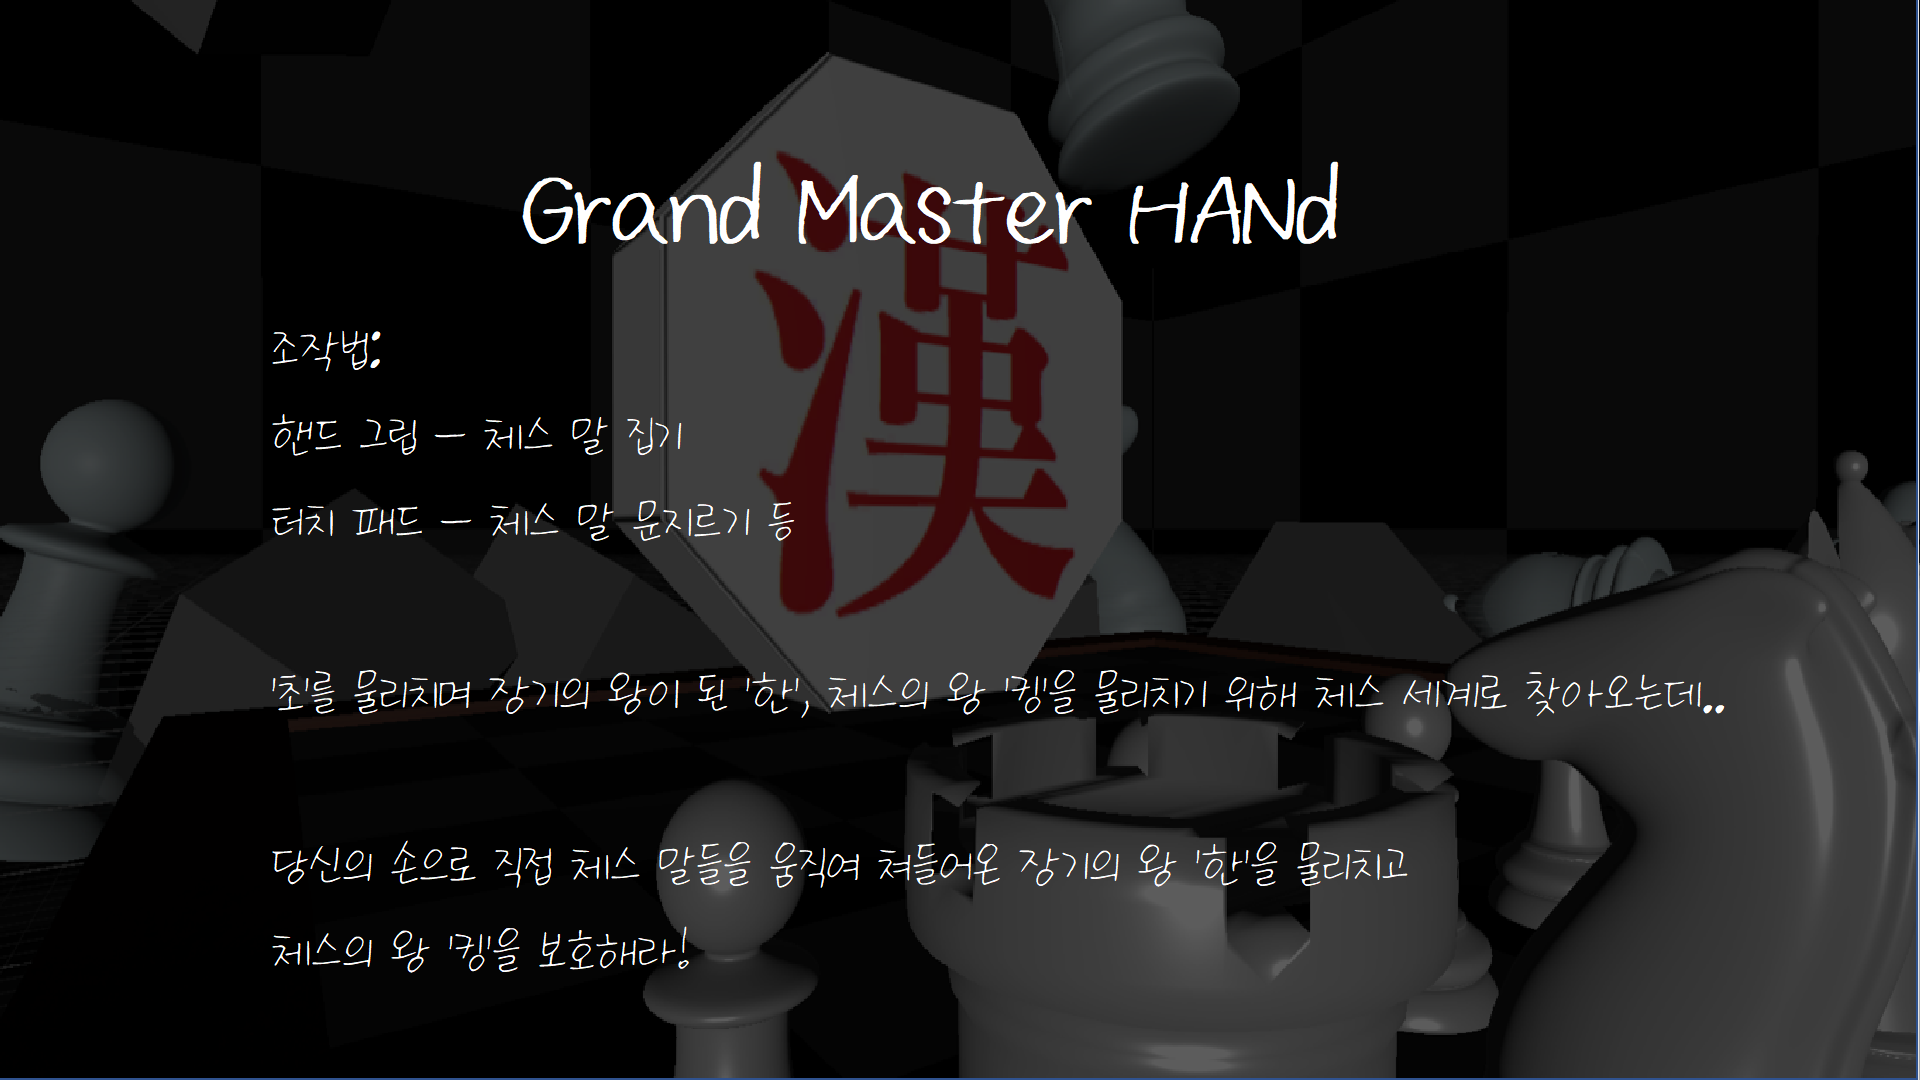 Grand Master HANd
漢
조작법:
핸드 그립 – 체스 말 집기
터치 패드 – 체스 말 문지르기 등
'초'를 물리치며 장기의 왕이 된 '한', 체스의 왕 '킹'을 물리치기 위해 체스 세계로 찾아오는데..
당신의 손으로 직접 체스 말들을 움직여 쳐들어온 장기의 왕 '한'을 물리치고
체스의 왕 '킹'을 보호해라!